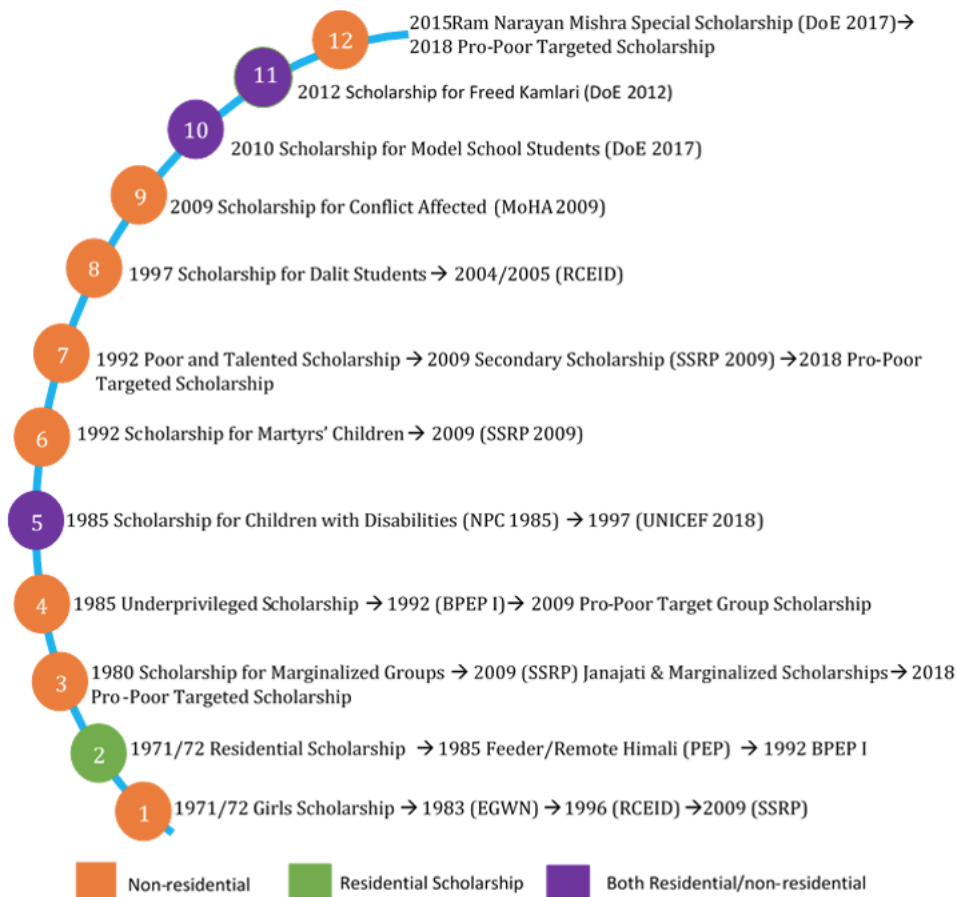 12
2015Ram Narayan Mishra Special Scholarship (DoE 2017)→
2018 Pro-Poor Targeted Scholarship
11
2012 Scholarship for Freed Kamlari (DoE 2012)
10
2010 Scholarship for Model School Students (DoE 2017)
9
2009 Scholarship for Conflict Affected (MoHA 2009)
8
1997 Scholarship for Dalit Students → 2004/2005 (RCEID)
7
1992 Poor and Talented Scholarship → 2009 Secondary Scholarship (SSRP 2009) →2018 Pro-Poor
Targeted Scholarship
6
1992 Scholarship for Martyrs' Children → 2009 (SSRP 2009)
5
1985 Scholarship for Children with Disabilities (NPC 1985) → 1997 (UNICEF 2018)
4
1985 Underprivileged Scholarship → 1992 (BPEP I)→ 2009 Pro-Poor Target Group Scholarship
3
1980 Scholarship for Marginalized Groups → 2009 (SSRP) Janajati & Marginalized Scholarships→ 2018
Pro-Poor Targeted Scholarship
2
1971/72 Residential Scholarship → 1985 Feeder/Remote Himali (PEP) → 1992 BPEP I
1
1971/72 Girls Scholarship → 1983 (EGWN) → 1996 (RCEID) →2009 (SSRP)
Non-residential
Residential Scholarship
Both Residential/non-residential